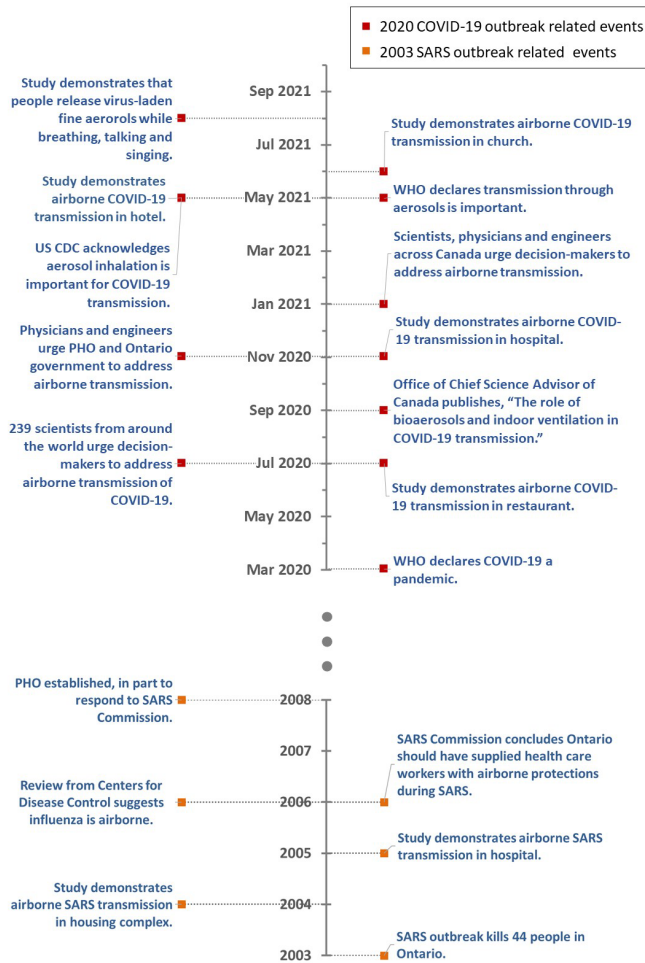 2020 COVID-19 outbreak related events
2003 SARS outbreak related events
Sep 2021
Study demonstrates that
people release virus-laden
fine aerorols while
breathing, talking and
singing.
Jul 2021
Study demonstrates airborne COVID-19
transmission in church.
Study demonstrates
airborne COVID-19
transmission in hotel.
May 2021
WHO declares transmission through
aerosols is important.
US CDC acknowledges
aerosol inhalation is
important for COVID-19
transmission.
Mar 2021
Scientists, physicians and engineers
across Canada urge decision-makers to
address airborne transmission.
Jan 2021
Study demonstrates airborne COVID-
19 transmission in hospital.
Physicians and engineers
urge PHO and Ontario
government to address
airborne transmission.
Nov 2020
Office of Chief Science Advisor of
Canada publishes, “The role of
bioaerosols and indoor ventilation in
COVID-19 transmission.”
Sep 2020
239 scientists from around
the world urge decision-
makers to address
airborne transmission of
COVID-19.
Jul 2020
Study demonstrates airborne COVID-
19 transmission in restaurant.
May 2020
Mar 2020
WHO declares COVID-19 a
pandemic.
PHO established, in part to
respond to SARS
Commission.
2008
2007
SARS Commission concludes Ontario
should have supplied health care
workers with airborne protections
during SARS.
Review from Centers for
Disease Control suggests
influenza is airborne.
2006
Study demonstrates airborne SARS
transmission in hospital.
2005
Study demonstrates
airborne SARS transmission
in housing complex.
2004
SARS outbreak kills 44 people in
Ontario.
2003